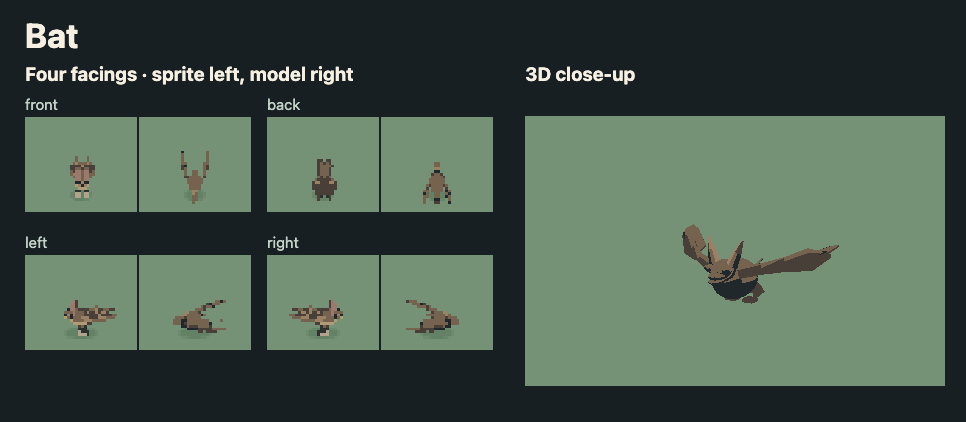 Bat
Four facings · sprite left, model right
3D close-up
front
back
left
right